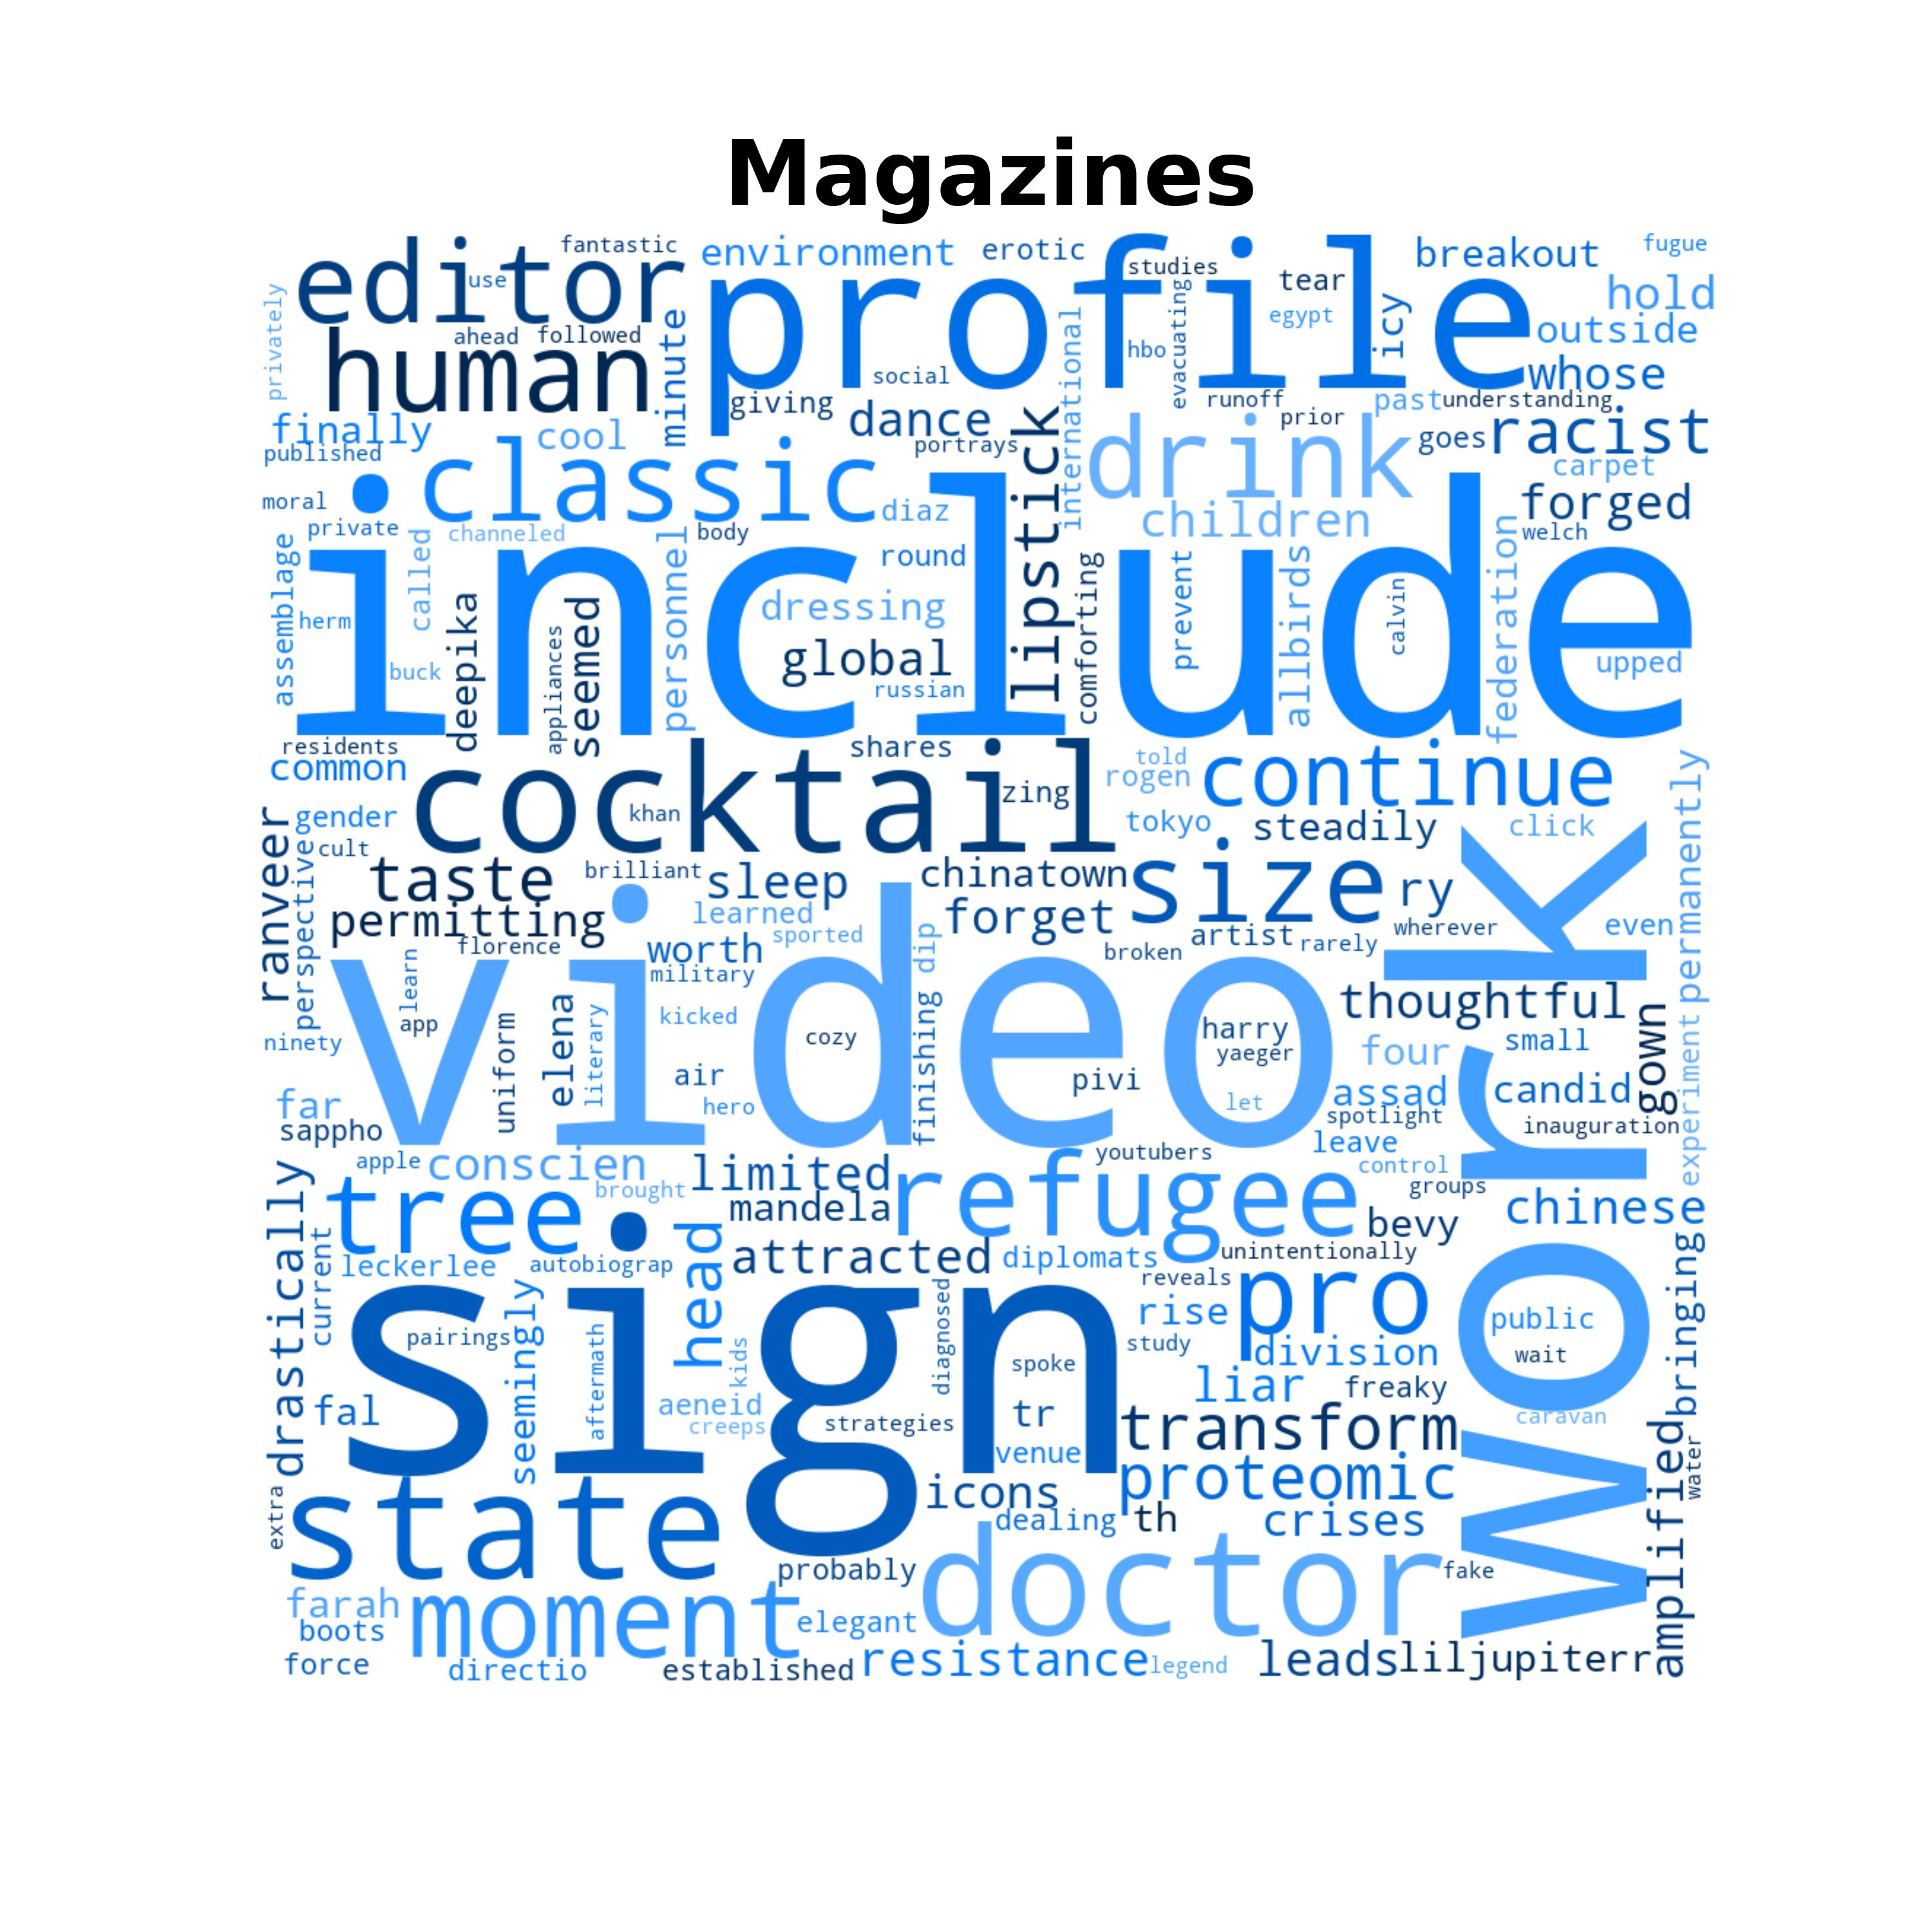 Magazines
fantastic
editor
use
environment
erotic
profile
studies
tear
breakout
fugue
hold
privately
ahead
followed
human
minute
international
hbo
evacuating
egypt
icy
outside
whose
social
giving
dance
portrays
runoff
prior
past
understanding
finally
published
cool
classic
lipstick
drink
goes
racist
carpet
moral
private
channeled
diaz
body
children
forged
welch
include
assemblage
herm
called
buck
deepika
appliances
seemed
personnel
round
dressing
global
russian
comforting
prevent
allbirds
calvin
federation
upped
residents
common
shares
cocktail
khan
zing
told
rogen
continue
permanently
tokyo
steadily
click
ranveer
gender
perspective
cult
taste
brilliant
sleep
chinatown
size
ry
work
permitting
florence
learned
sported
worth
military
forget
artist
rarely
wherever
broken
even
video
learn
app
ninety
uniform
elena
literary
kicked
cozy
finishing
dip
harry
yaeger
let
thoughtful
four
small
gown
experiment
air
hero
pivi
assad
candid
spotlight
inauguration
far
sappho
leave
apple
conscien
limited
youtubers
control
groups
tree
brought
mandela
refugee
bevy
chinese
drastically
current
leckerlee
autobiograp
head
attracted
diplomats
unintentionally
reveals
sign
pairings
seemingly
aftermath
kids
diagnosed
spoke
study
rise
pro
public
wait
bringing
division
fal
aeneid
creeps
strategies
tr
venue
liar
freaky
caravan
transform
amplified
water
extra
state
icons
dealing
th
proteomic
crises
probably
doctor
fake
farah
boots
moment
elegant
force
directio
established
resistance
legend
leads
liljupiterr